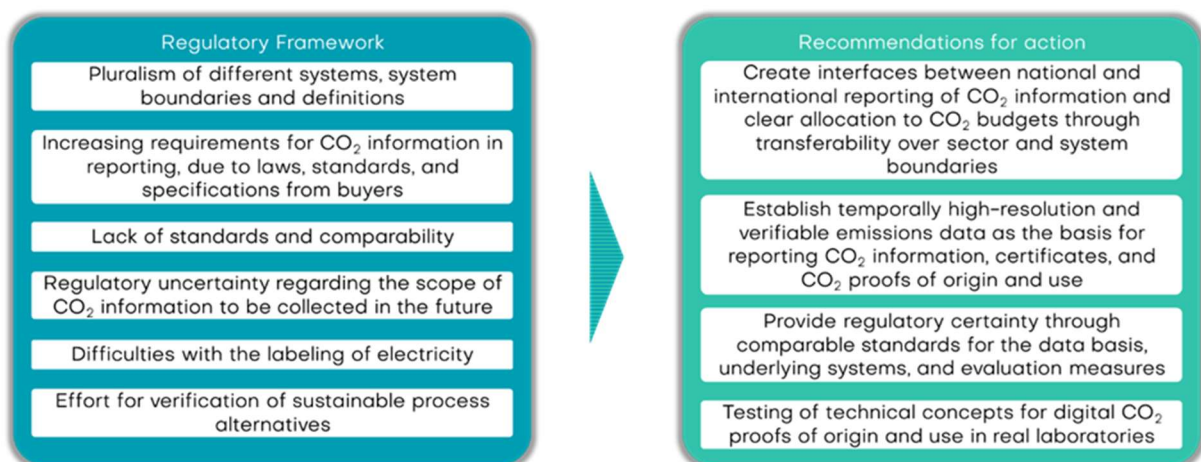 Regulatory Framework
Pluralism of different systems, system
boundaries and definitions
Increasing requirements for CO₂ information in
reporting, due to laws, standards, and
specifications from buyers
Lack of standards and comparability
Regulatory uncertainty regarding the scope of
CO₂ information to be collected in the future
Difficulties with the labeling of electricity
Effort for verification of sustainable process
alternatives
Recommendations for action
Create interfaces between national and
international reporting of CO₂ information and
clear allocation to CO₂ budgets through
transferability over sector and system
boundaries
Establish temporally high-resolution and
verifiable emissions data as the basis for
reporting CO₂ information, certificates, and
CO₂ proofs of origin and use
Provide regulatory certainty through
comparable standards for the data basis,
underlying systems, and evaluation measures
Testing of technical concepts for digital CO₂
proofs of origin and use in real laboratories